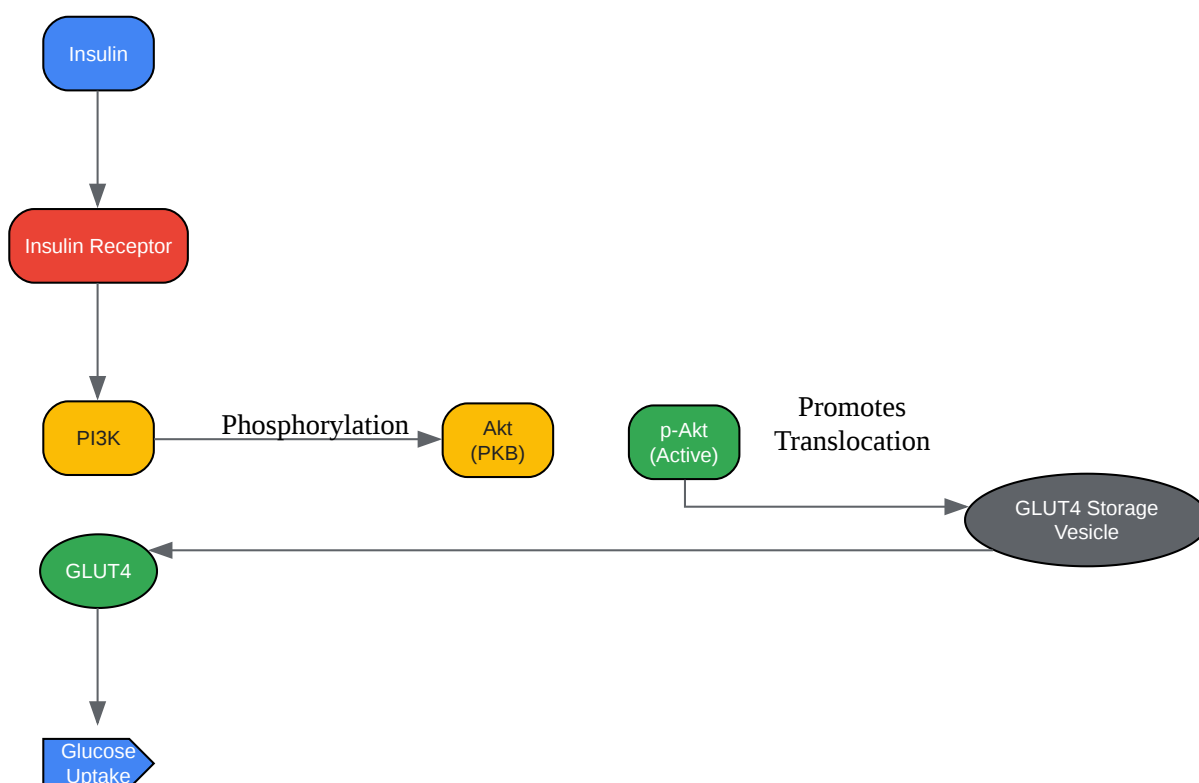 Insulin
Insulin Receptor
PI3K
Phosphorylation
Akt
(PKB)
p-Akt
(Active)
Promotes
Translocation
GLUT4 Storage
Vesicle
GLUT4
Glucose
Uptake